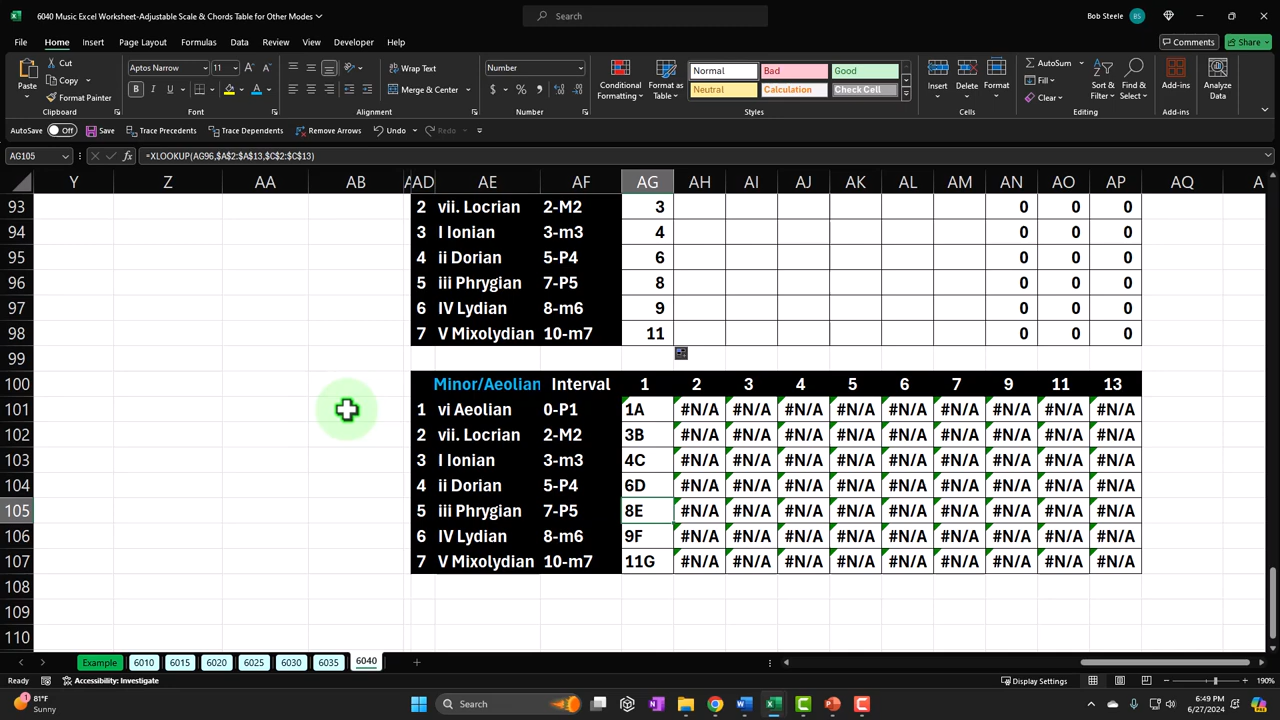 6040 Music Excel Worksheet-Adjustable Scale & Chords Table for Other Modes
Search
Bob Steele BS
File Home Insert Page Layout Formulas Data Review View Developer Help Comments Share
Paste Cut Copy Format Painter
Aptos Narrow 11
Wrap Text
Merge & Center
Number
Conditional Formatting Format as Table
Normal Bad Good
Neutral Calculation Check Cell
Insert Delete Format
AutoSum Fill Clear
Sort & Filter Find & Select
Add-ins
Analyze Data
Clipboard Font Alignment Number Styles Cells Editing Add-ins
AutoSave Off Save Trace Precedents Trace Dependents Remove Arrows Undo Redo
AG105 fx =XLOOKUP(AG96,$A$2:$A$13,$C$2:$C$13)
Y Z AA AB AD AE AF AG AH AI AJ AK AL AM AN AO AP AQ
93 2 vii. Locrian 2-M2 3 0 0 0
94 3 I Ionian 3-m3 4 0 0 0
95 4 ii Dorian 5-P4 6 0 0 0
96 5 iii Phrygian 7-P5 8 0 0 0
97 6 IV Lydian 8-m6 9 0 0 0
98 7 V Mixolydian 10-m7 11 0 0 0
99
100 Minor/Aeolian Interval 1 2 3 4 5 6 7 9 11 13
101 1 vi Aeolian 0-P1 1A #N/A #N/A #N/A #N/A #N/A #N/A #N/A #N/A #N/A
102 2 vii. Locrian 2-M2 3B #N/A #N/A #N/A #N/A #N/A #N/A #N/A #N/A #N/A
103 3 I Ionian 3-m3 4C #N/A #N/A #N/A #N/A #N/A #N/A #N/A #N/A #N/A
104 4 ii Dorian 5-P4 6D #N/A #N/A #N/A #N/A #N/A #N/A #N/A #N/A #N/A
105 5 iii Phrygian 7-P5 8E #N/A #N/A #N/A #N/A #N/A #N/A #N/A #N/A #N/A
106 6 IV Lydian 8-m6 9F #N/A #N/A #N/A #N/A #N/A #N/A #N/A #N/A #N/A
107 7 V Mixolydian 10-m7 11G #N/A #N/A #N/A #N/A #N/A #N/A #N/A #N/A #N/A
108
109
110
Example 6010 6015 6020 6025 6030 6035 6040
Ready Accessibility: Investigate Display Settings 190%
81°F
Sunny
Search
6:49 PM
6/27/2024